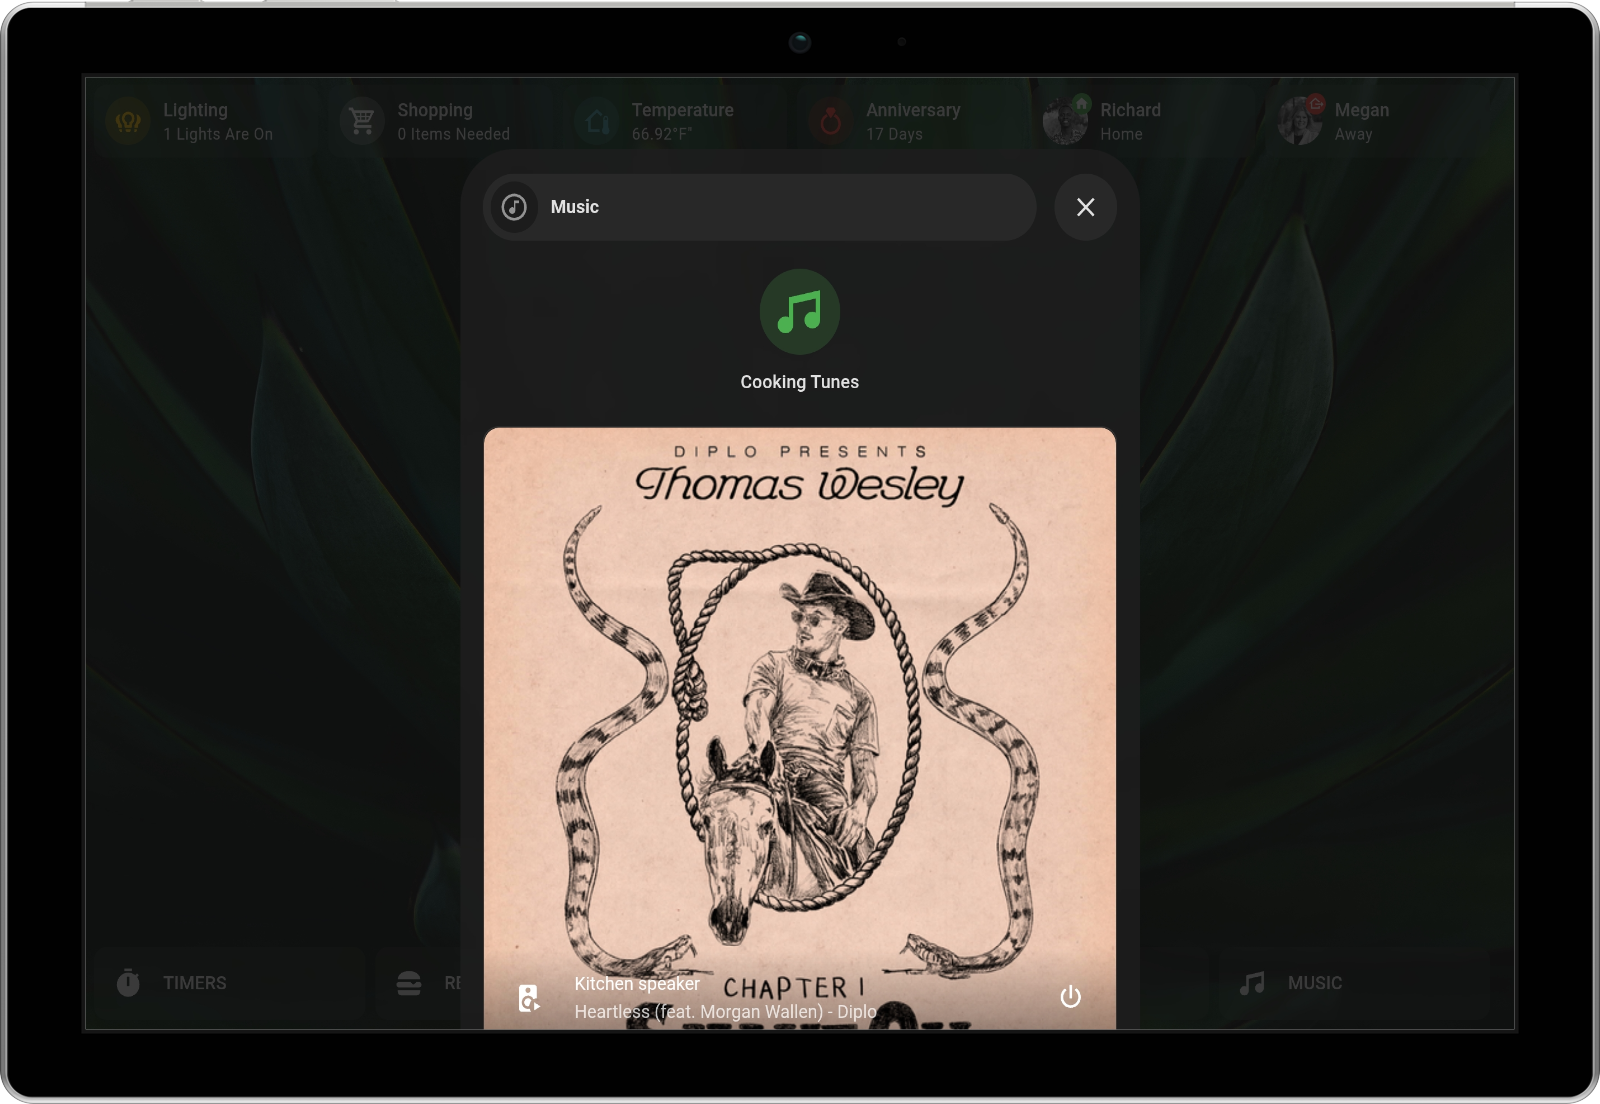 Lighting
1 Lights Are On
Shopping
0 Items Needed
Temperature
66.92°F°
Anniversary
17 Days
Richard
Home
Megan
Away
Music
Cooking Tunes
DIPLO PRESENTS
Thomas Wesley
CHAPTER I
Kitchen speaker
Heartless (feat. Morgan Wallen) - Diplo
TIMERS
RE
MUSIC